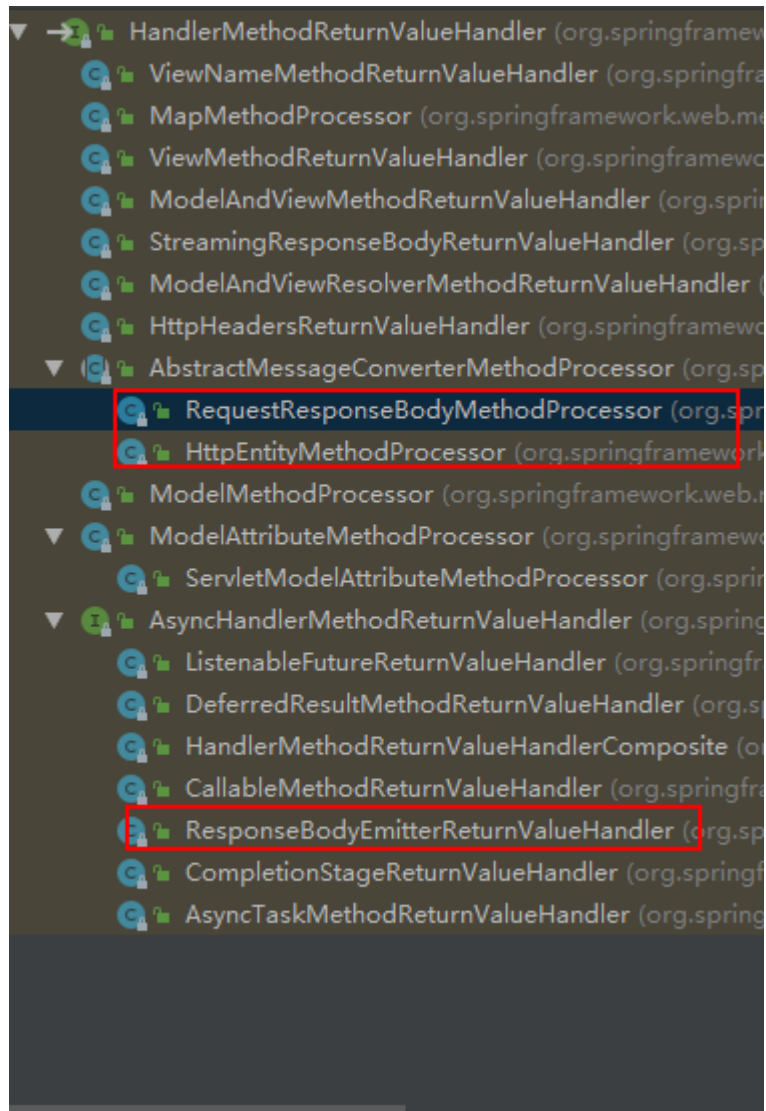 HandlerMethodReturnValueHandler (org.springframew
ViewNameMethodReturnValueHandler (org.springfra
MapMethodProcessor (org.springframework.web.me
ViewMethodReturnValueHandler (org.springframewo
ModelAndViewMethodReturnValueHandler (org.sprin
StreamingResponseBodyReturnValueHandler (org.sp
ModelAndViewResolverMethodReturnValueHandler (
HttpHeadersReturnValueHandler (org.springframewo
AbstractMessageConverterMethodProcessor (org.sp
RequestResponseBodyMethodProcessor (org.spr
HttpEntityMethodProcessor (org.springframework
ModelMethodProcessor (org.springframework.web.r
ModelAttributeMethodProcessor (org.springframewo
ServletModelAttributeMethodProcessor (org.sprin
AsyncHandlerMethodReturnValueHandler (org.spring
ListenableFutureReturnValueHandler (org.springfr
DeferredResultMethodReturnValueHandler (org.sp
HandlerMethodReturnValueHandlerComposite (or
CallableMethodReturnValueHandler (org.springfra
ResponseBodyEmitterReturnValueHandler (org.sp
CompletionStageReturnValueHandler (org.springf
AsyncTaskMethodReturnValueHandler (org.spring